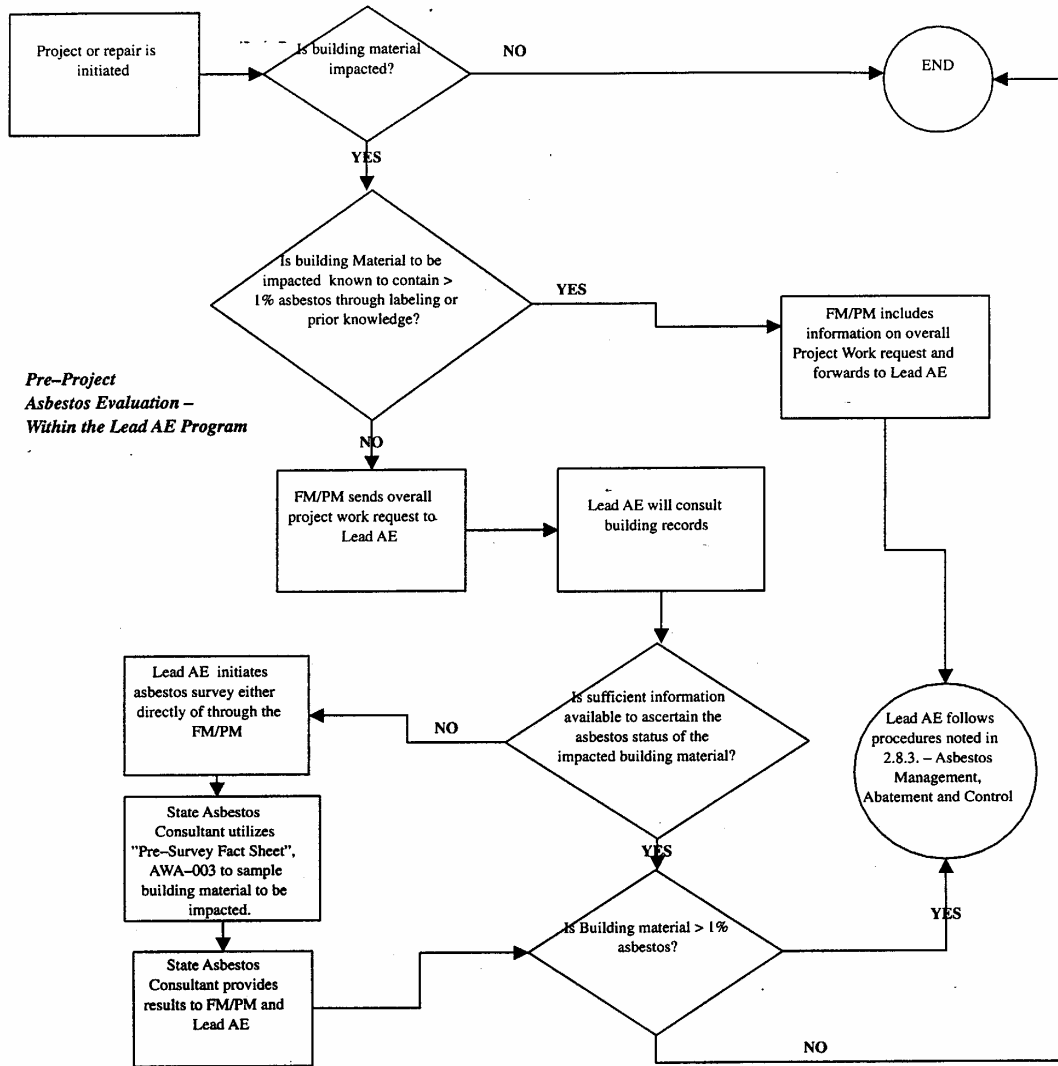 Project or repair is
initiated
Is building material
impacted?
NO
END
YES
Is building Material to be
impacted known to contain >
1% asbestos through labeling or
prior knowledge?
YES
FM/PM includes
information on overall
Project Work request and
forwards to Lead AE
Pre–Project
Asbestos Evaluation –
Within the Lead AE Program
NO
FM/PM sends overall
project work request to
Lead AE
Lead AE will consult
building records
Lead AE initiates
asbestos survey either
directly of through the
FM/PM
NO
Is sufficient information
available to ascertain the
asbestos status of the
impacted building material?
Lead AE follows
procedures noted in
2.8.3. – Asbestos
Management,
Abatement and Control
State Asbestos
Consultant utilizes
"Pre–Survey Fact Sheet",
AWA–003 to sample
building material to be
impacted.
YES
Is Building material > 1%
asbestos?
YES
State Asbestos
Consultant provides
results to FM/PM and
Lead AE
NO